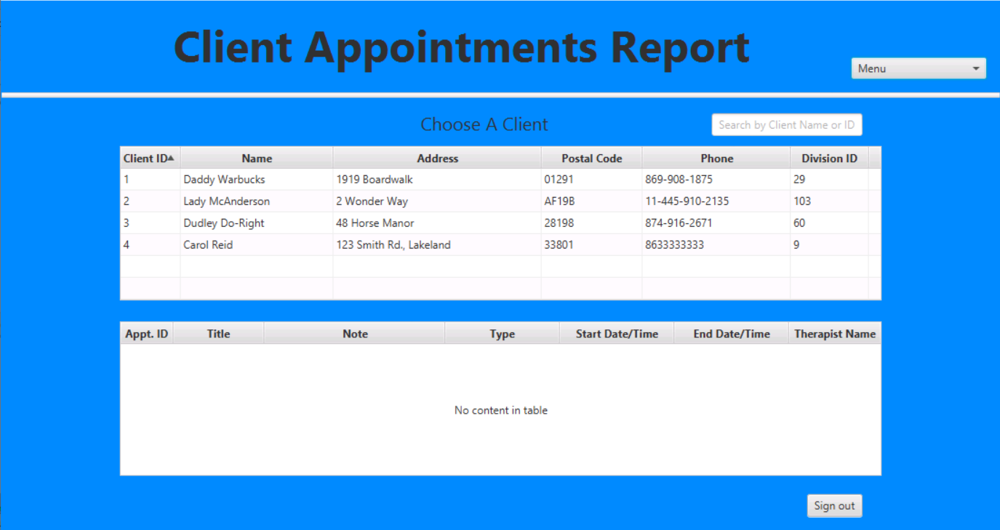 Client Appointments Report
Menu
Choose A Client
Search by Client Name or ID
Client ID Name Address Postal Code Phone Division ID
1 Daddy Warbucks 1919 Boardwalk 01291 869-908-1875 29
2 Lady McAnderson 2 Wonder Way AF19B 11-445-910-2135 103
3 Dudley Do-Right 48 Horse Manor 28198 874-916-2671 60
4 Carol Reid 123 Smith Rd., Lakeland 33801 8633333333 9
Appt. ID Title Note Type Start Date/Time End Date/Time Therapist Name
No content in table
Sign out